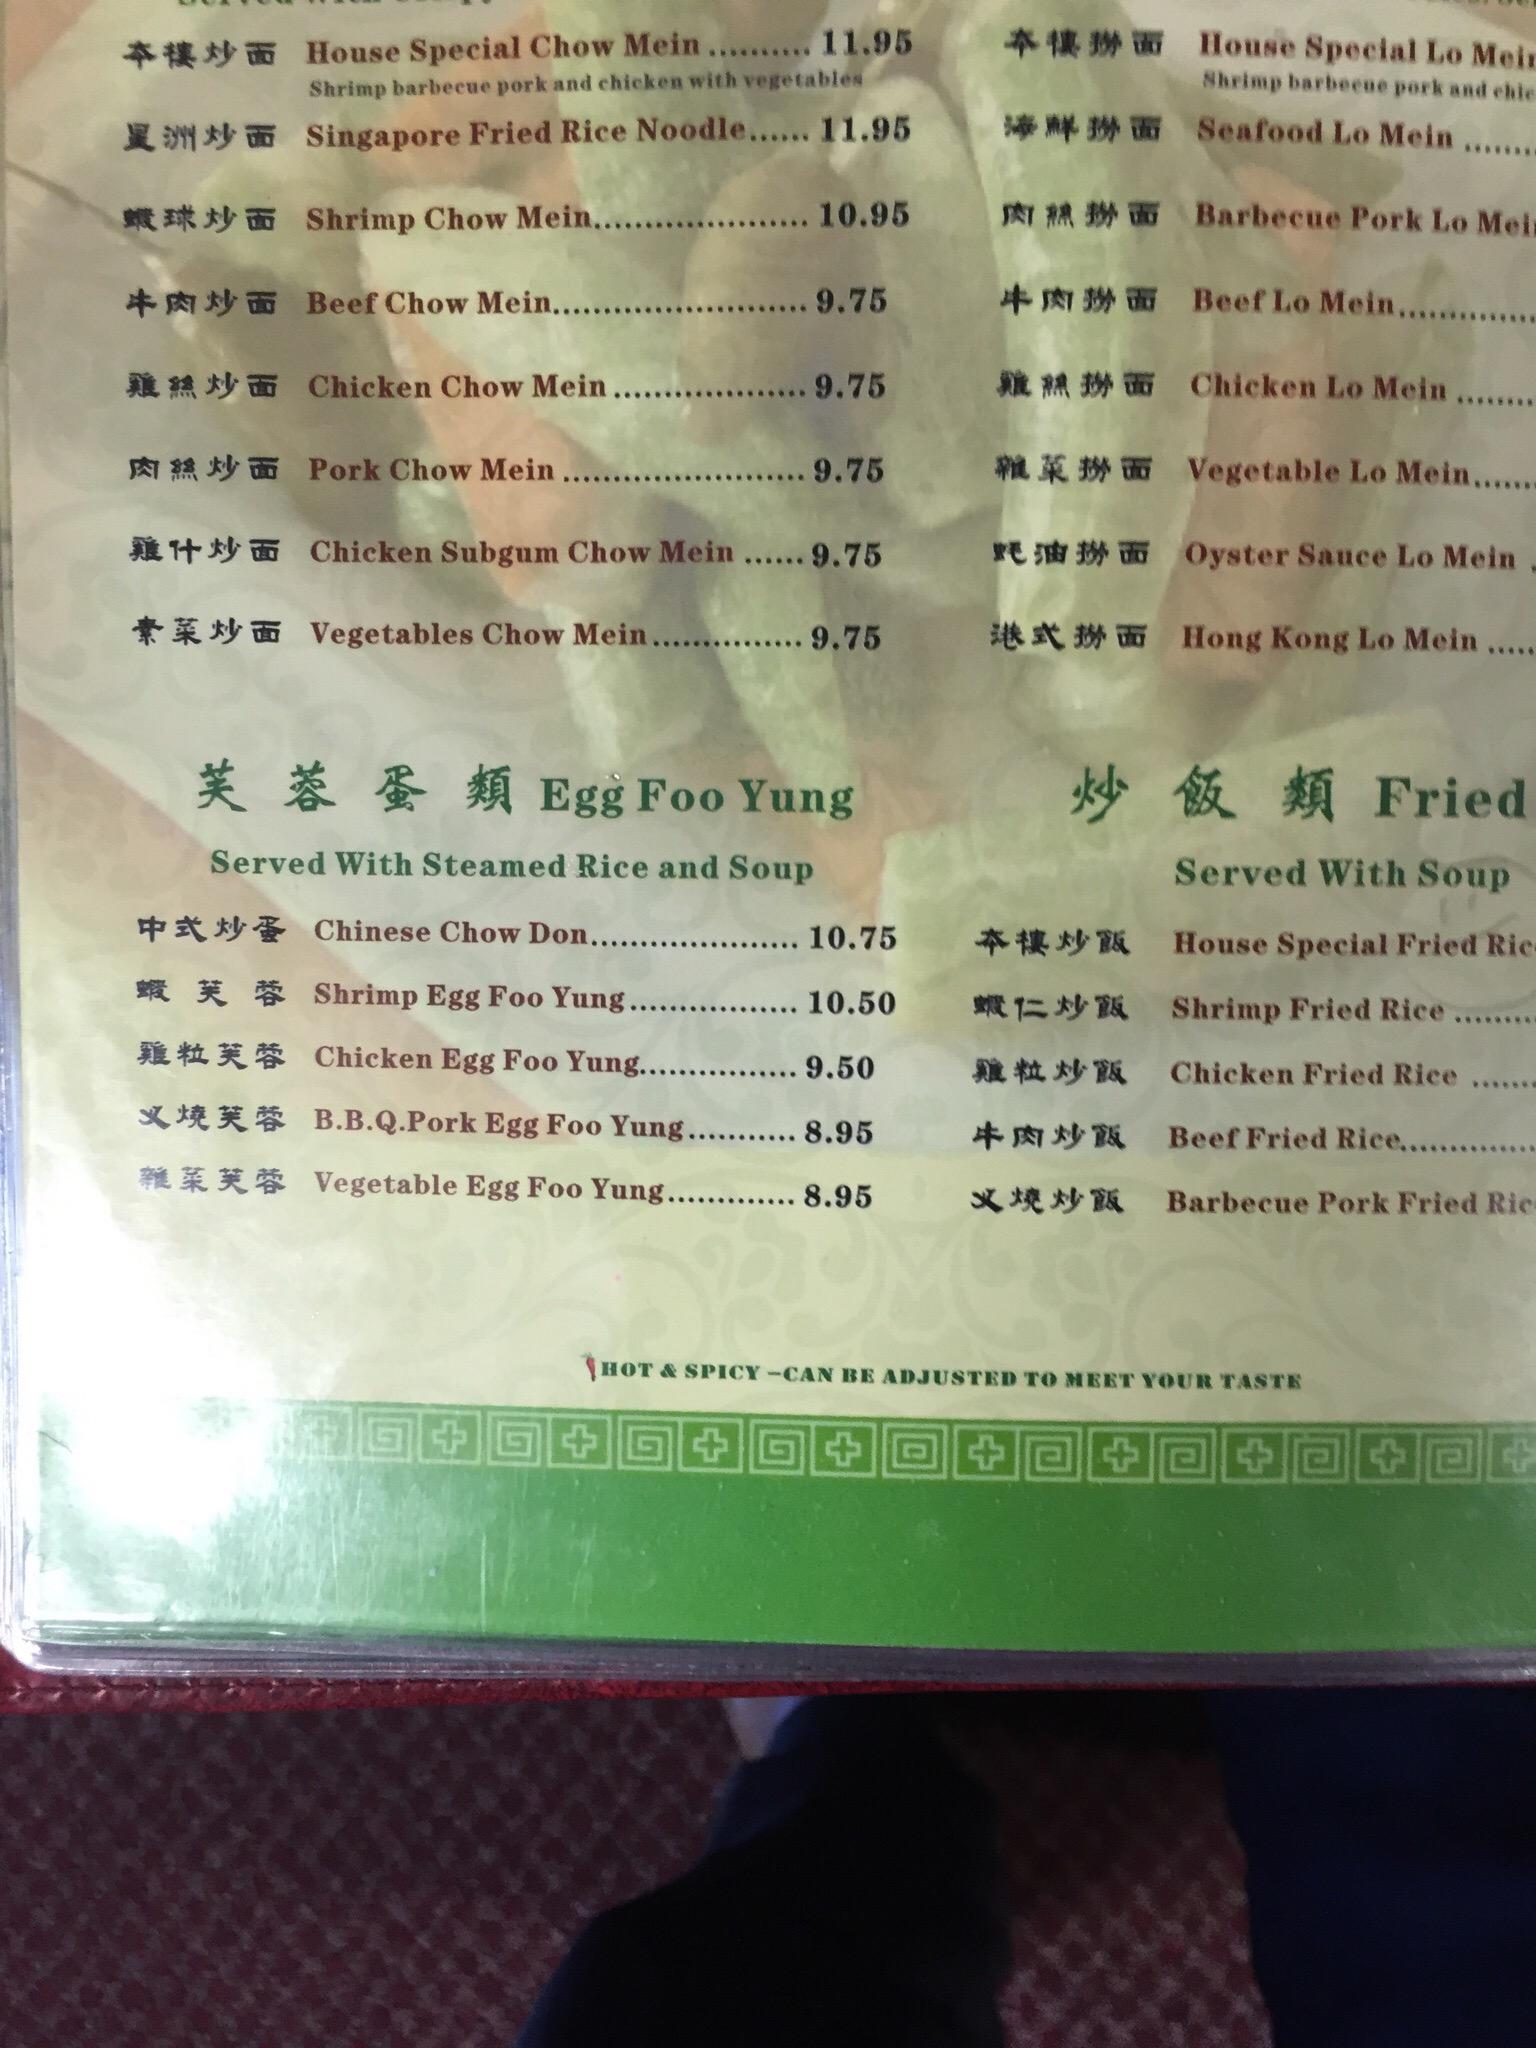 Served With Crispy
本樓炒面 House Special Chow Mein .......... 11.95
Shrimp barbecue pork and chicken with vegetables
星洲炒面 Singapore Fried Rice Noodle...... 11.95
蝦球炒面 Shrimp Chow Mein...................... 10.95
牛肉炒面 Beef Chow Mein.......................... 9.75
雞絲炒面 Chicken Chow Mein .................... 9.75
肉絲炒面 Pork Chow Mein ......................... 9.75
雞什炒面 Chicken Subgum Chow Mein ...... 9.75
素菜炒面 Vegetables Chow Mein............... 9.75
芙蓉蛋類 Egg Foo Yung
Served With Steamed Rice and Soup
中式炒蛋 Chinese Chow Don..................... 10.75
蝦芙蓉 Shrimp Egg Foo Yung................. 10.50
雞粒芙蓉 Chicken Egg Foo Yung................ 9.50
叉燒芙蓉 B.B.Q.Pork Egg Foo Yung........... 8.95
雜菜芙蓉 Vegetable Egg Foo Yung............. 8.95
本樓撈面 House Special Lo Mein
Shrimp barbecue pork and chic
海鮮撈面 Seafood Lo Mein ........
肉絲撈面 Barbecue Pork Lo Mein
牛肉撈面 Beef Lo Mein..............
雞絲撈面 Chicken Lo Mein ........
雜菜撈面 Vegetable Lo Mein......
蚝油撈面 Oyster Sauce Lo Mein .
港式撈面 Hong Kong Lo Mein .....
炒飯類 Fried
Served With Soup
本樓炒飯 House Special Fried Rice
蝦仁炒飯 Shrimp Fried Rice .........
雞粒炒飯 Chicken Fried Rice .......
牛肉炒飯 Beef Fried Rice..............
叉燒炒飯 Barbecue Pork Fried Rice
HOT & SPICY –CAN BE ADJUSTED TO MEET YOUR TASTE